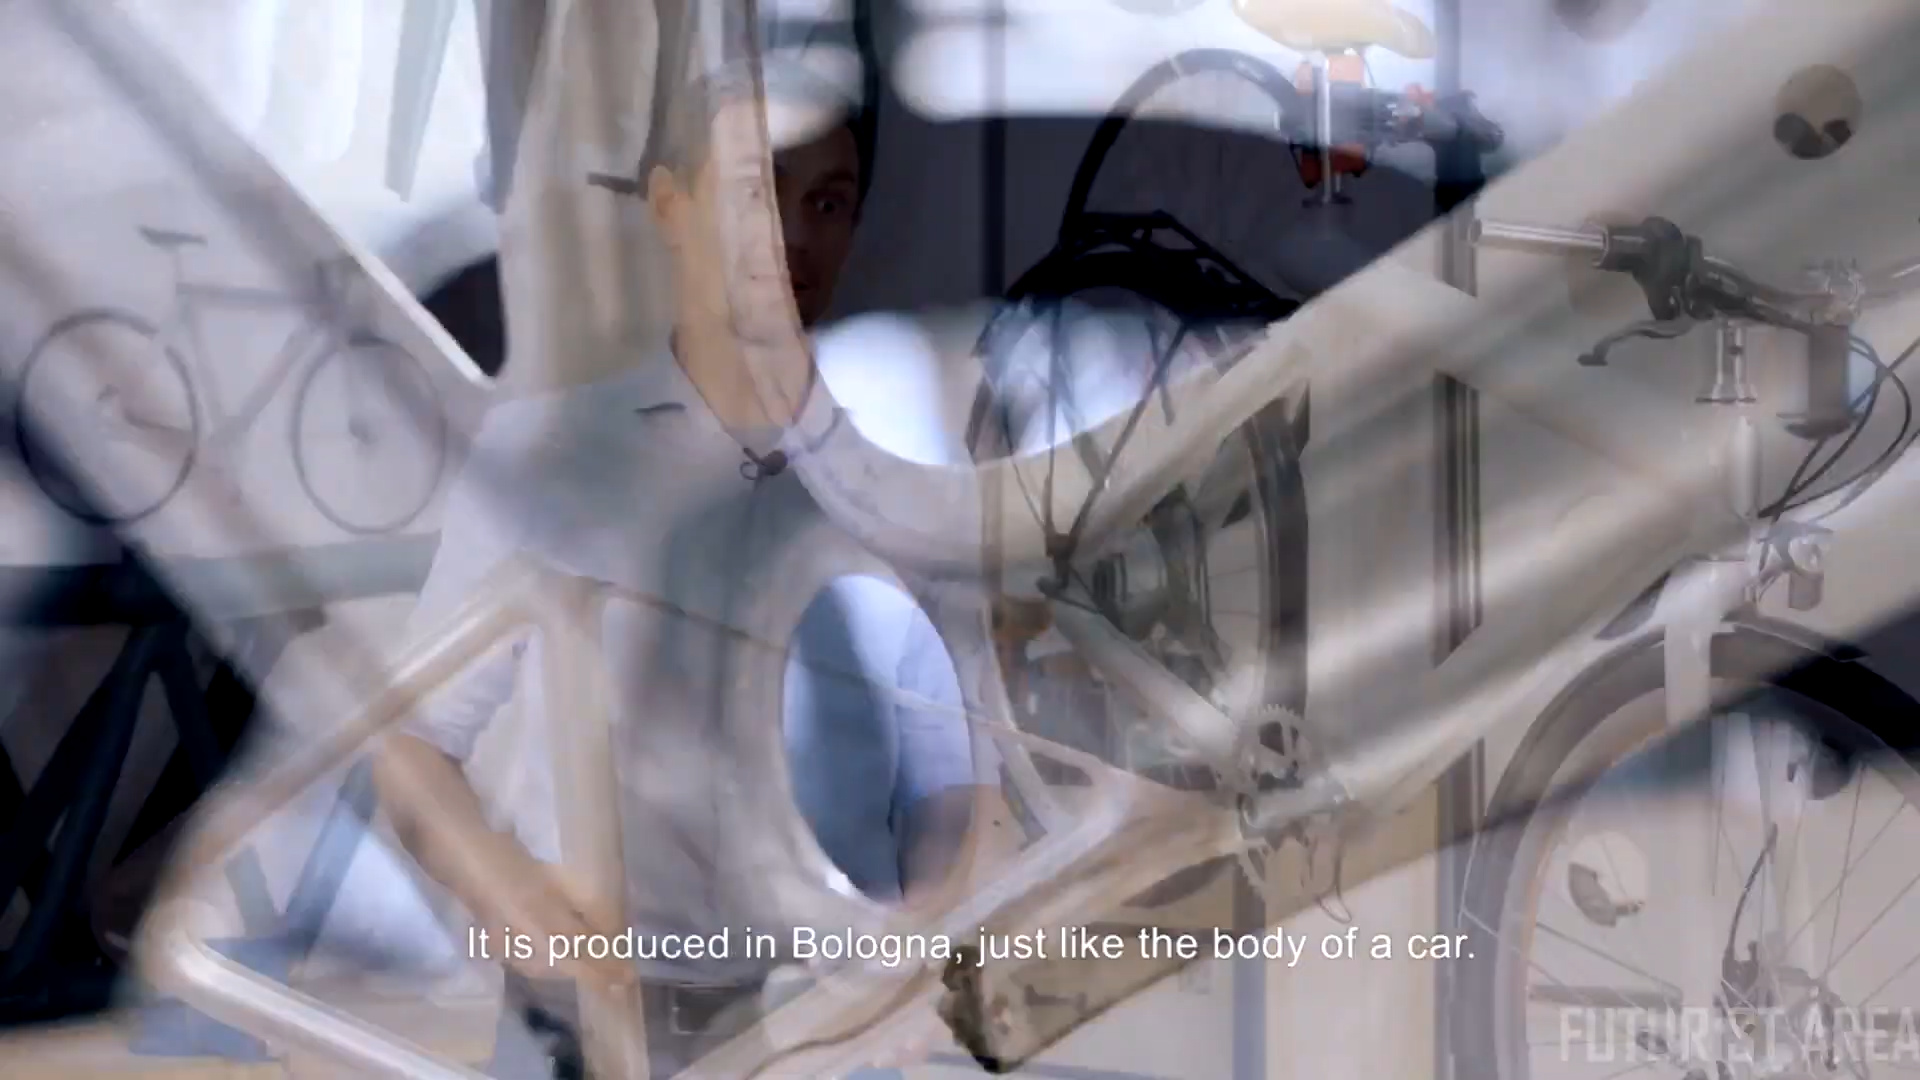 It is produced in Bologna, just like the body of a car.
FUTURIST AREA